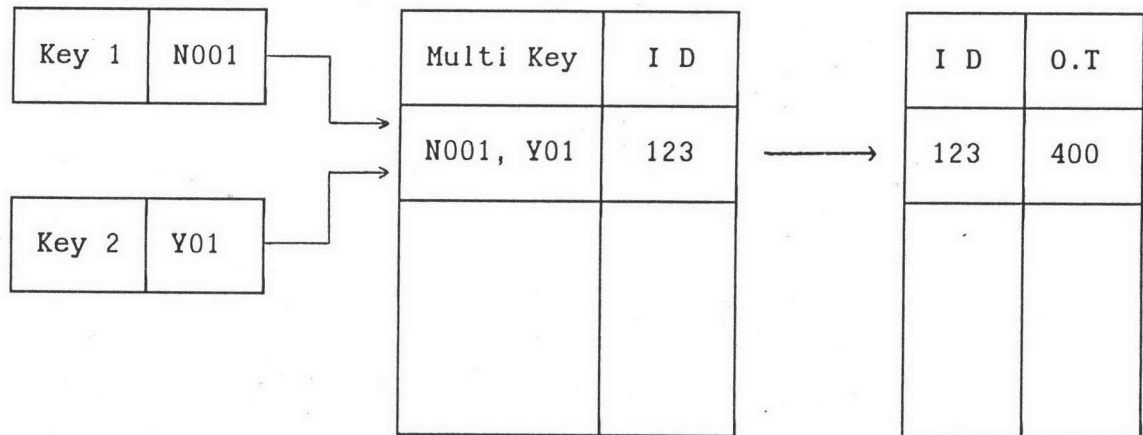 Key 1 N001
Key 2 Y01
Multi Key I D
N001, Y01 123
I D O.T
123 400